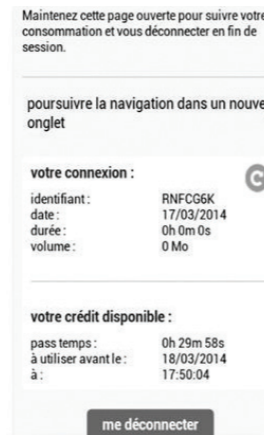 Maintenez cette page ouverte pour suivre votre
consommation et vous déconnecter en fin de
session.
poursuivre la navigation dans un nouve
onglet
votre connexion :
identifiant : RNFCG6K
date : 17/03/2014
durée : 0h 0m 0s
volume : 0 Mo
votre crédit disponible :
pass temps : 0h 29m 58s
à utiliser avant le : 18/03/2014
à : 17:50:04
me déconnecter